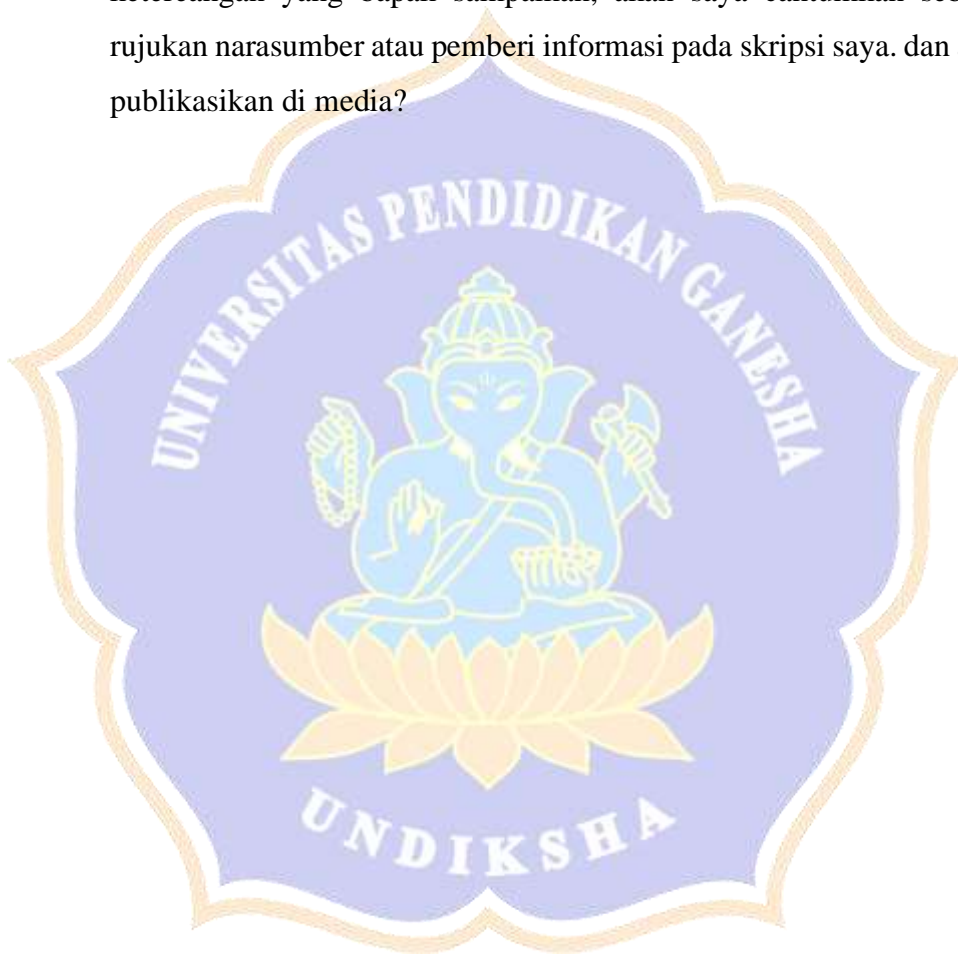 rujukan narasumber atau pemberi informasi pada skripsi saya. dan
publikasikan di media?
UNIVERSITAS PENDIDIKAN GANESHA
UNDIKSHA